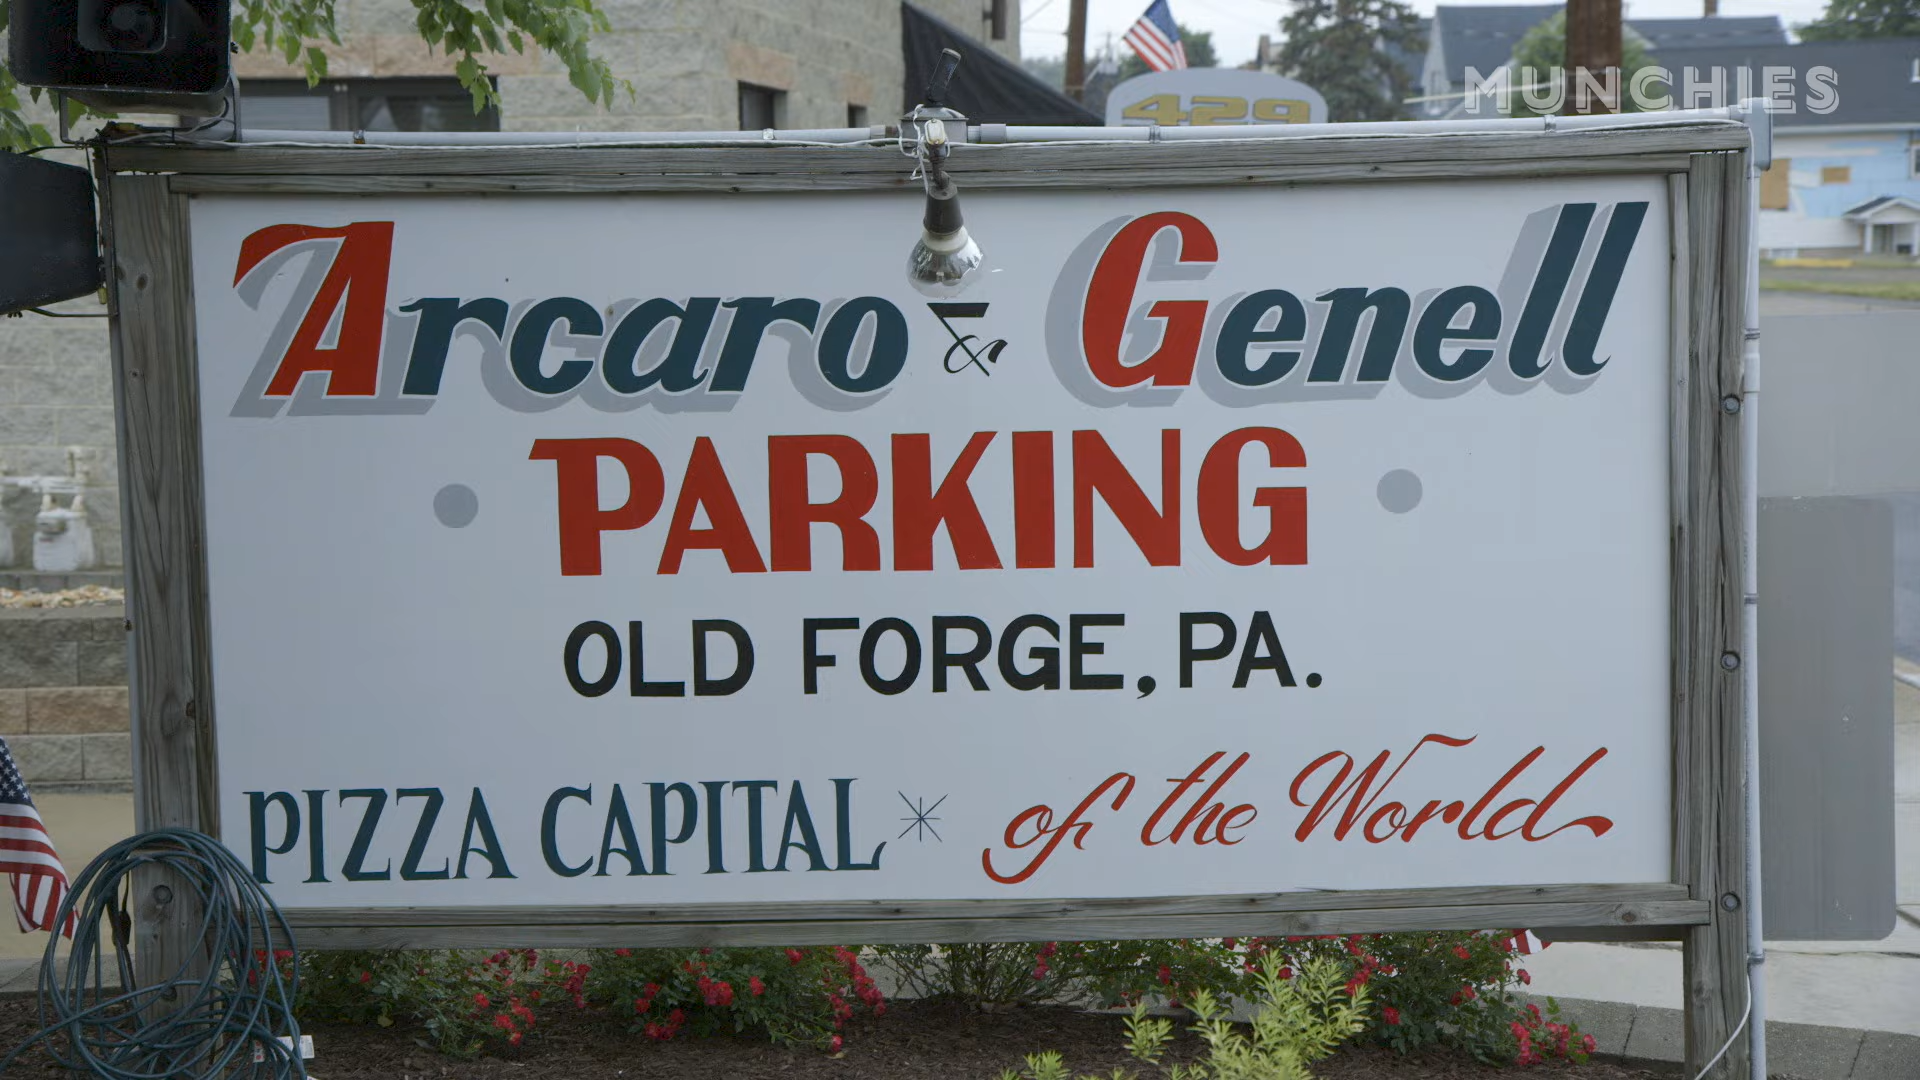 MUNCHIES
429
Arcaro & Genell
PARKING
OLD FORGE, PA.
PIZZA CAPITAL * of the World